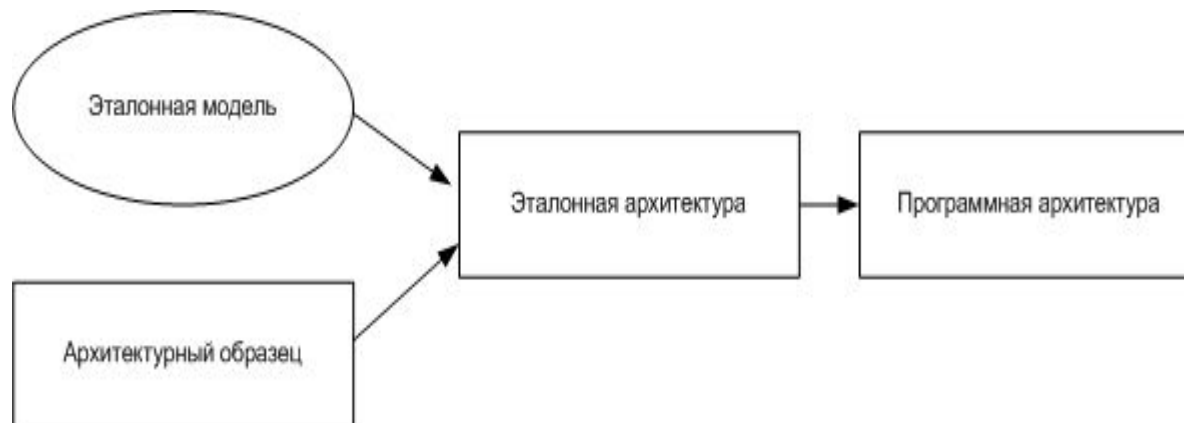 Эталонная модель
Эталонная архитектура
Программная архитектура
Архитектурный образец